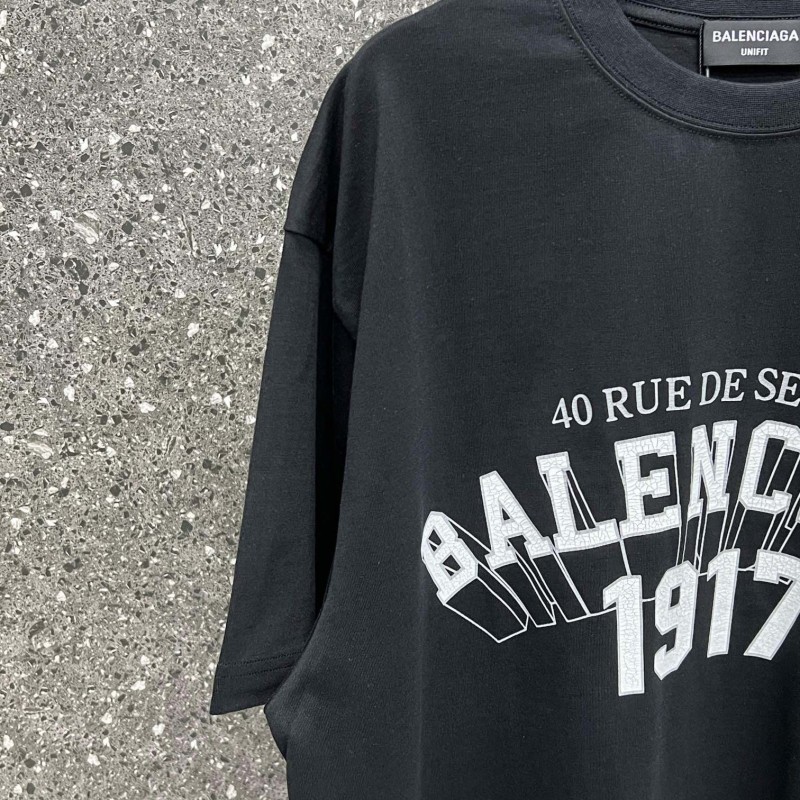 BALENCIAGA
UNIFIT
40 RUE DE SE
BALENC
1917